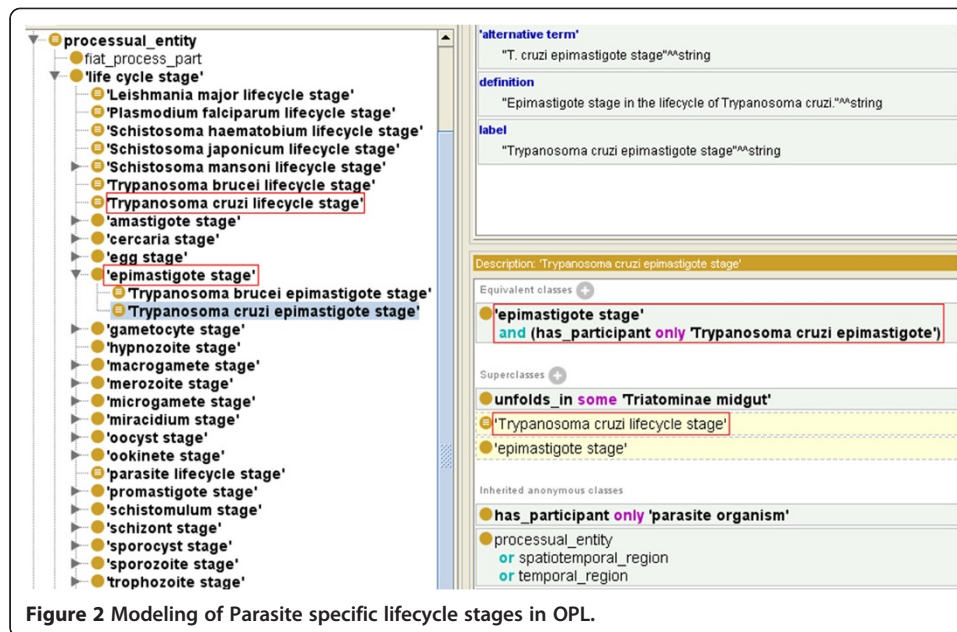 processual_entity
fiat_process_part
'life cycle stage'
'Leishmania major lifecycle stage'
'Plasmodium falciparum lifecycle stage'
'Schistosoma haematobium lifecycle stage'
'Schistosoma japonicum lifecycle stage'
'Schistosoma mansoni lifecycle stage'
'Trypanosoma brucei lifecycle stage'
'Trypanosoma cruzi lifecycle stage'
'amastigote stage'
'cercaria stage'
'egg stage'
'epimastigote stage'
'Trypanosoma brucei epimastigote stage'
'Trypanosoma cruzi epimastigote stage'
'gametocyte stage'
'hypnozoite stage'
'macrogamete stage'
'merozoite stage'
'microgamete stage'
'miracidium stage'
'oocyst stage'
'ookinete stage'
'parasite lifecycle stage'
'promastigote stage'
'schistomulum stage'
'schizont stage'
'sporocyst stage'
'sporozoite stage'
'trophozoite stage'
'alternative term'
"T. cruzi epimastigote stage"^^string
definition
"Epimastigote stage in the lifecycle of Trypanosoma cruzi."^^string
label
"Trypanosoma cruzi epimastigote stage"^^string
Description: 'Trypanosoma cruzi epimastigote stage'
Equivalent classes
'epimastigote stage'
and (has_participant only 'Trypanosoma cruzi epimastigote')
Superclasses
unfolds_in some 'Triatominae midgut'
'Trypanosoma cruzi lifecycle stage'
'epimastigote stage'
Inherited anonymous classes
has_participant only 'parasite organism'
processual_entity
or spatiotemporal_region
or temporal_region
Figure 2 Modeling of Parasite specific lifecycle stages in OPL.